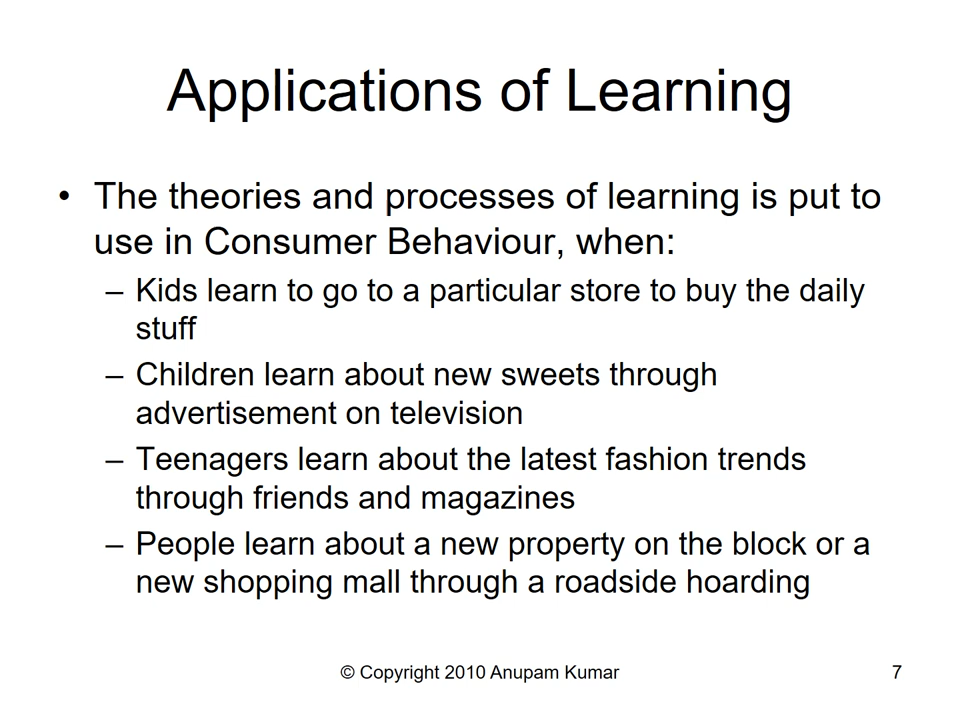 Applications of Learning
• The theories and processes of learning is put to
use in Consumer Behaviour, when:
– Kids learn to go to a particular store to buy the daily
stuff
– Children learn about new sweets through
advertisement on television
– Teenagers learn about the latest fashion trends
through friends and magazines
– People learn about a new property on the block or a
new shopping mall through a roadside hoarding
© Copyright 2010 Anupam Kumar
7